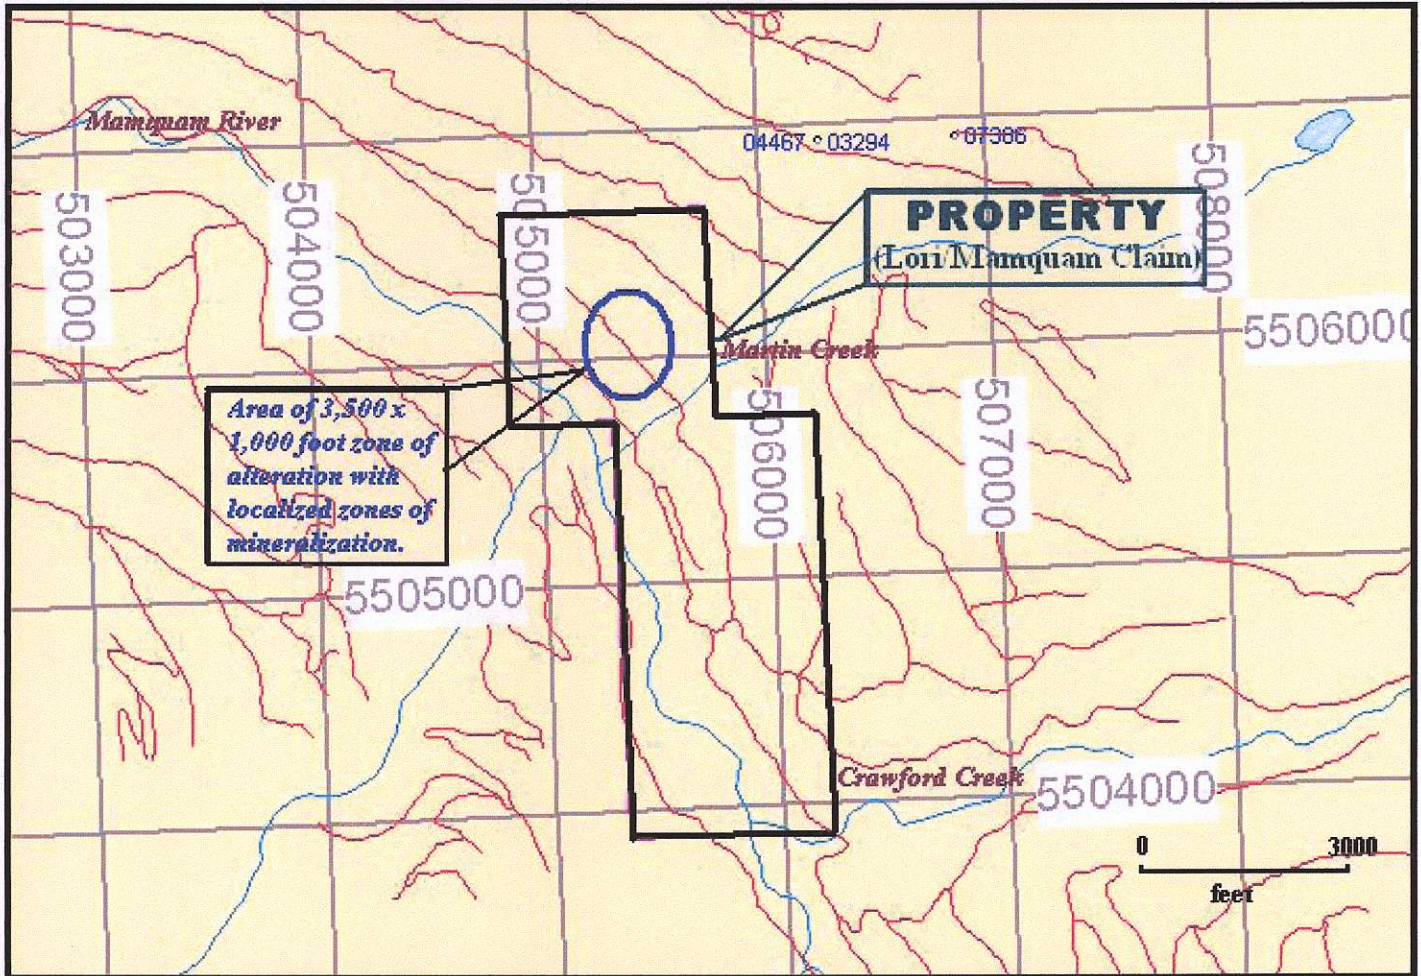 Mamquam River
04467 03294
07386
503000
504000
505000
508000
PROPERTY
(Lori/Mamquam Claim)
5506000
Martin Creek
506000
507000
Area of 3,500 x
1,000 foot zone of
alteration with
localized zones of
mineralization.
5505000
Crawford Creek
5504000
0 3000
feet